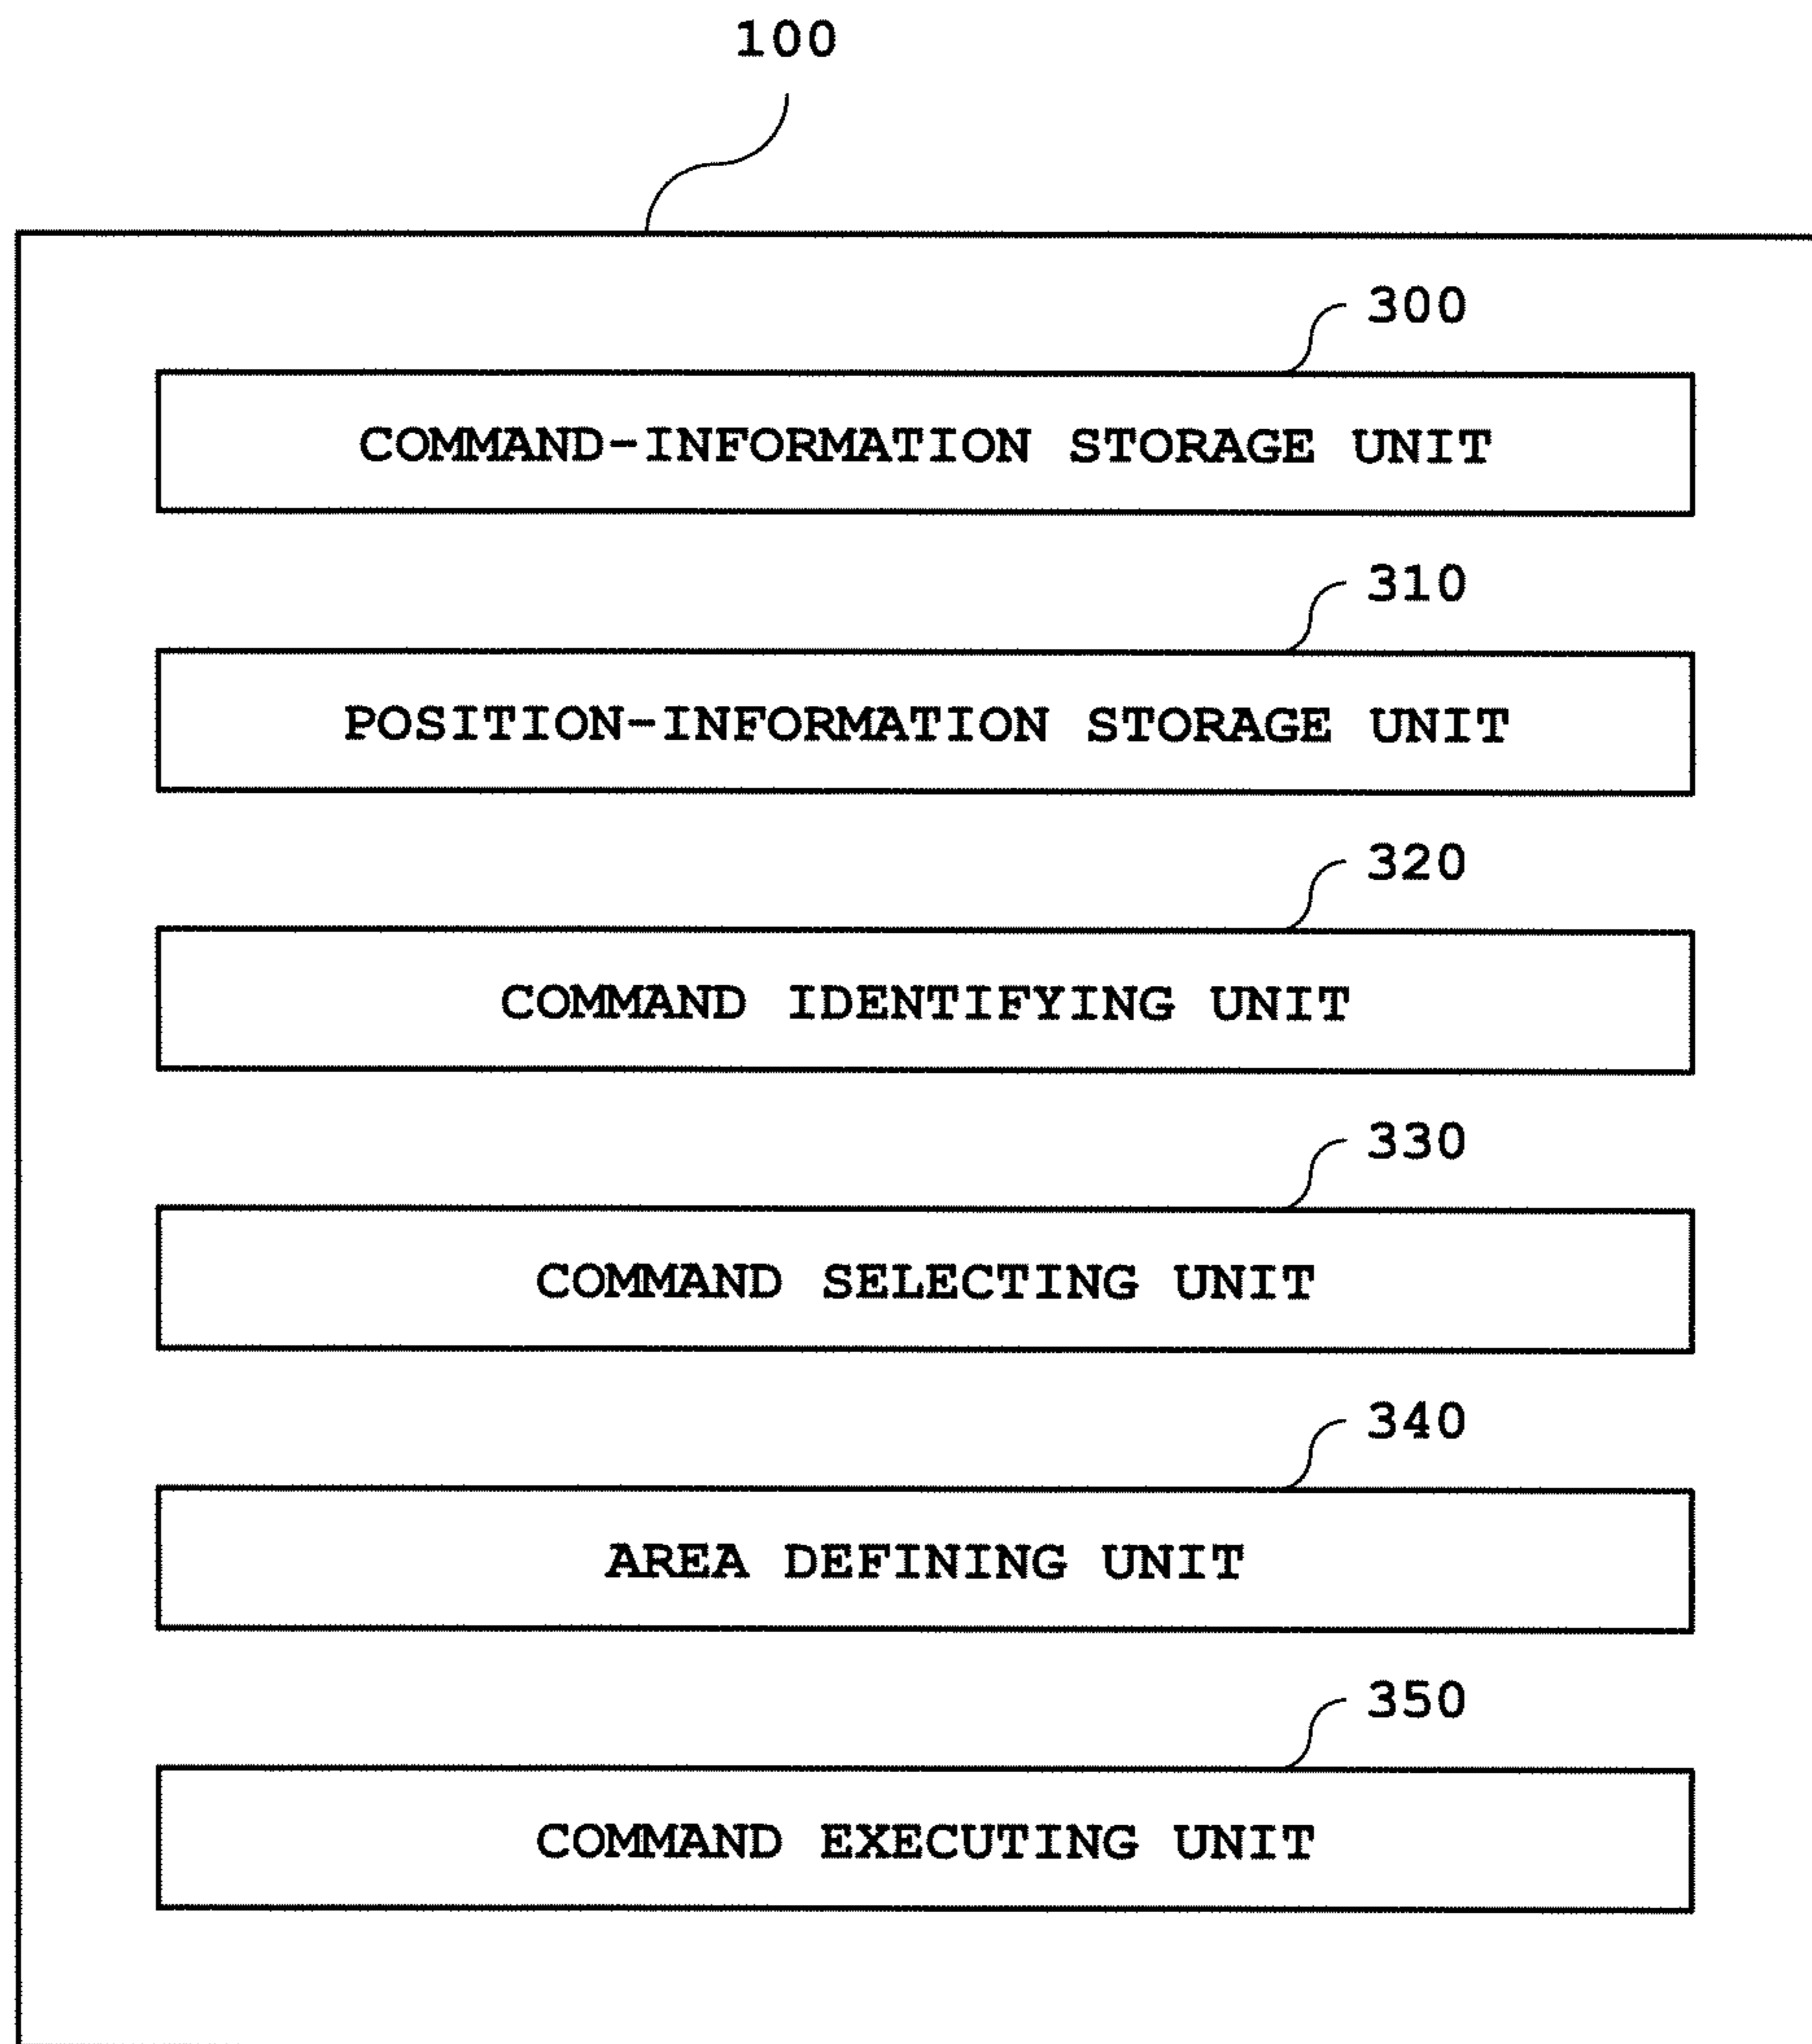 100
300
COMMAND-INFORMATION STORAGE UNIT
310
POSITION-INFORMATION STORAGE UNIT
320
COMMAND IDENTIFYING UNIT
330
COMMAND SELECTING UNIT
340
AREA DEFINING UNIT
350
COMMAND EXECUTING UNIT